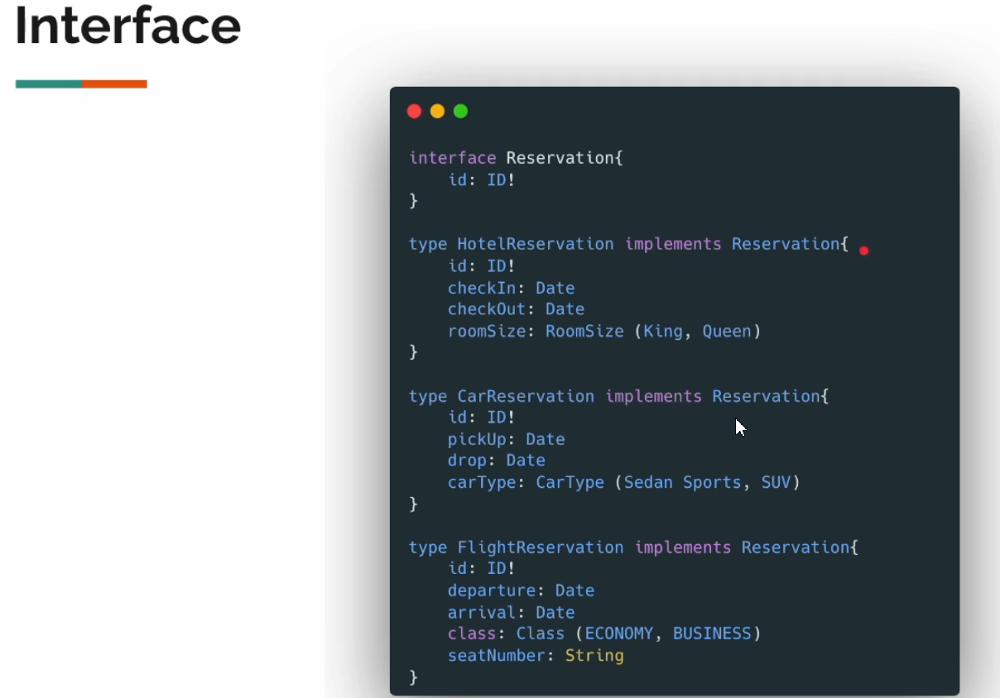 Interface
interface Reservation{
    id: ID!
}
type HotelReservation implements Reservation{
    id: ID!
    checkIn: Date
    checkOut: Date
    roomSize: RoomSize (King, Queen)
}
type CarReservation implements Reservation{
    id: ID!
    pickUp: Date
    drop: Date
    carType: CarType (Sedan Sports, SUV)
}
type FlightReservation implements Reservation{
    id: ID!
    departure: Date
    arrival: Date
    class: Class (ECONOMY, BUSINESS)
    seatNumber: String
}